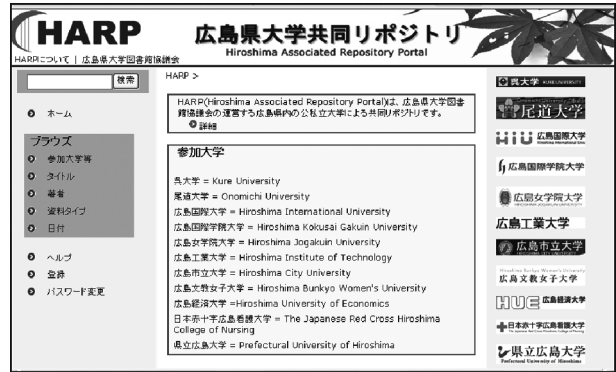 HARP
広島県大学共同リポジトリ
Hiroshima Associated Repository Portal
HARPについて | 広島県大学図書館協議会
検索
ホーム
ブラウズ
参加大学等
タイトル
著者
資料タイプ
日付
ヘルプ
登録
パスワード変更
HARP >
HARP(Hiroshima Associated Repository Portal)は、広島県大学図書
館協議会の運営する広島県内の公私立大学による共同リポジトリです。
詳細
参加大学
呉大学 = Kure University
尾道大学 = Onomichi University
広島国際大学 = Hiroshima International University
広島国際学院大学 = Hiroshima Kokusai Gakuin University
広島女学院大学 = Hiroshima Jogakuin University
広島工業大学 = Hiroshima Institute of Technology
広島市立大学 = Hiroshima City University
広島文教女子大学 = Hiroshima Bunkyo Women's University
広島経済大学 =Hiroshima University of Economics
日本赤十字広島看護大学 = The Japanese Red Cross Hiroshima
College of Nursing
県立広島大学 = Prefectural University of Hiroshima
呉大学 KURE UNIVERSITY
尾道大学
HIU 広島国際大学
Hiroshima International Univ
広島国際学院大学
広島女学院大学
広島工業大学
広島市立大学
Hiroshima Bunkyo Women's University
広島文教女子大学
HUE 広島経済大学
日本赤十字広島看護大学
県立広島大学
Prefectural University of Hiroshima